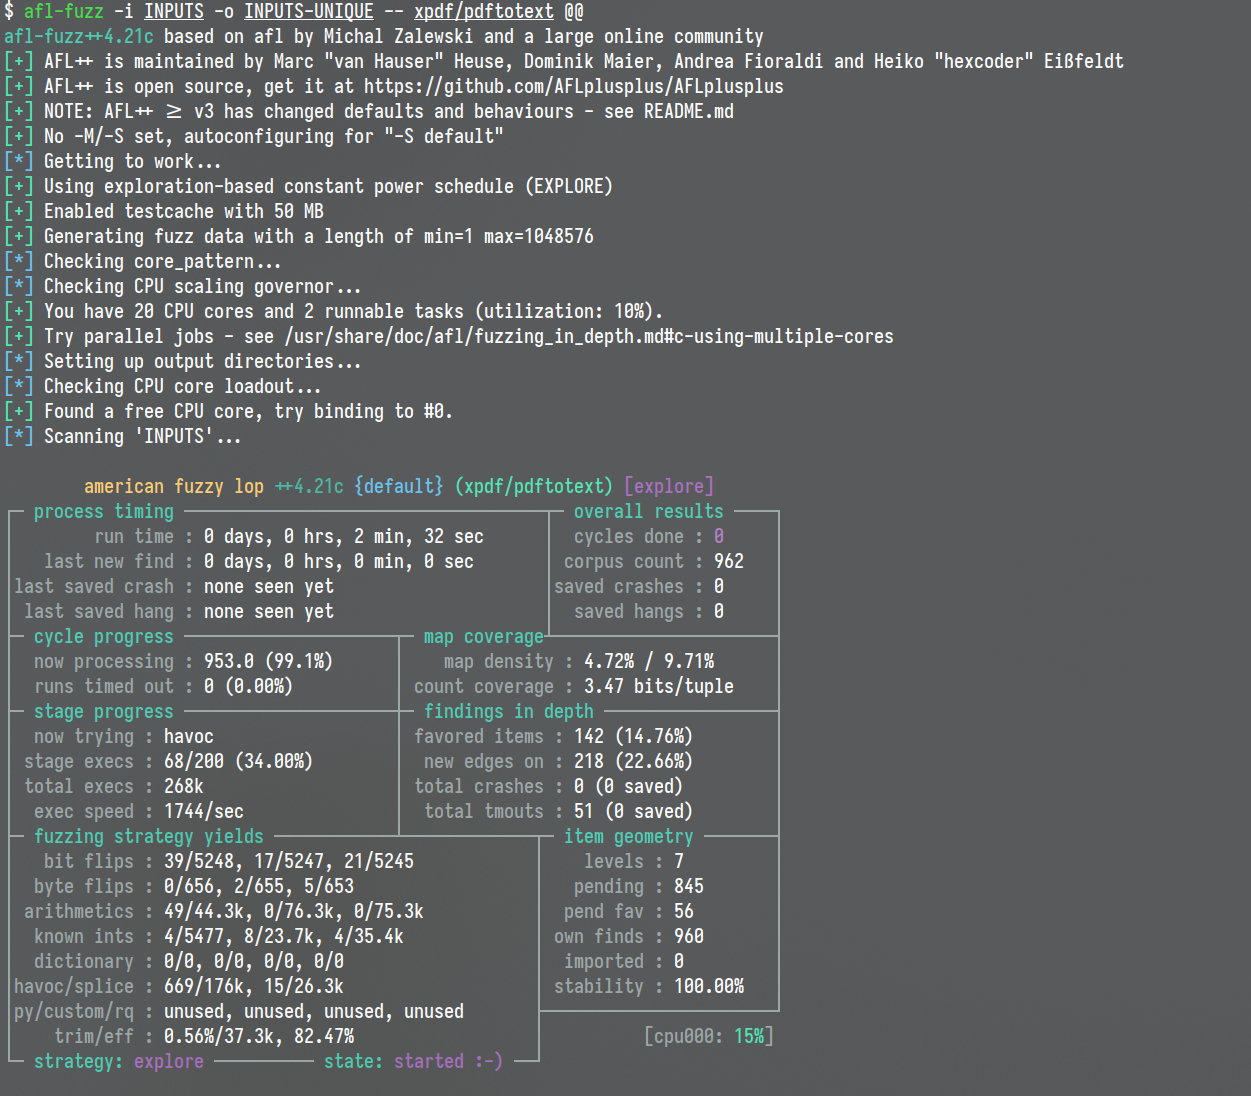 $ afl-fuzz -i INPUTS -o INPUTS-UNIQUE -- xpdf/pdftotext @@
afl-fuzz++4.21c based on afl by Michal Zalewski and a large online community
[+] AFL++ is maintained by Marc "van Hauser" Heuse, Dominik Maier, Andrea Fioraldi and Heiko "hexcoder" Eißfeldt
[+] AFL++ is open source, get it at https://github.com/AFLplusplus/AFLplusplus
[+] NOTE: AFL++ >= v3 has changed defaults and behaviours - see README.md
[+] No -M/-S set, autoconfiguring for "-S default"
[*] Getting to work...
[+] Using exploration-based constant power schedule (EXPLORE)
[+] Enabled testcache with 50 MB
[+] Generating fuzz data with a length of min=1 max=1048576
[*] Checking core_pattern...
[*] Checking CPU scaling governor...
[+] You have 20 CPU cores and 2 runnable tasks (utilization: 10%).
[+] Try parallel jobs - see /usr/share/doc/afl/fuzzing_in_depth.md#c-using-multiple-cores
[*] Setting up output directories...
[*] Checking CPU core loadout...
[+] Found a free CPU core, try binding to #0.
[*] Scanning 'INPUTS'...
american fuzzy lop ++4.21c {default} (xpdf/pdftotext) [explore]
process timing overall results
run time : 0 days, 0 hrs, 2 min, 32 sec cycles done : 0
last new find : 0 days, 0 hrs, 0 min, 0 sec corpus count : 962
last saved crash : none seen yet saved crashes : 0
last saved hang : none seen yet saved hangs : 0
cycle progress map coverage
now processing : 953.0 (99.1%) map density : 4.72% / 9.71%
runs timed out : 0 (0.00%) count coverage : 3.47 bits/tuple
stage progress findings in depth
now trying : havoc favored items : 142 (14.76%)
stage execs : 68/200 (34.00%) new edges on : 218 (22.66%)
total execs : 268k total crashes : 0 (0 saved)
exec speed : 1744/sec total tmouts : 51 (0 saved)
fuzzing strategy yields item geometry
bit flips : 39/5248, 17/5247, 21/5245 levels : 7
byte flips : 0/656, 2/655, 5/653 pending : 845
arithmetics : 49/44.3k, 0/76.3k, 0/75.3k pend fav : 56
known ints : 4/5477, 8/23.7k, 4/35.4k own finds : 960
dictionary : 0/0, 0/0, 0/0, 0/0 imported : 0
havoc/splice : 669/176k, 15/26.3k stability : 100.00%
py/custom/rq : unused, unused, unused, unused
trim/eff : 0.56%/37.3k, 82.47% [cpu000: 15%]
strategy: explore state: started :-)